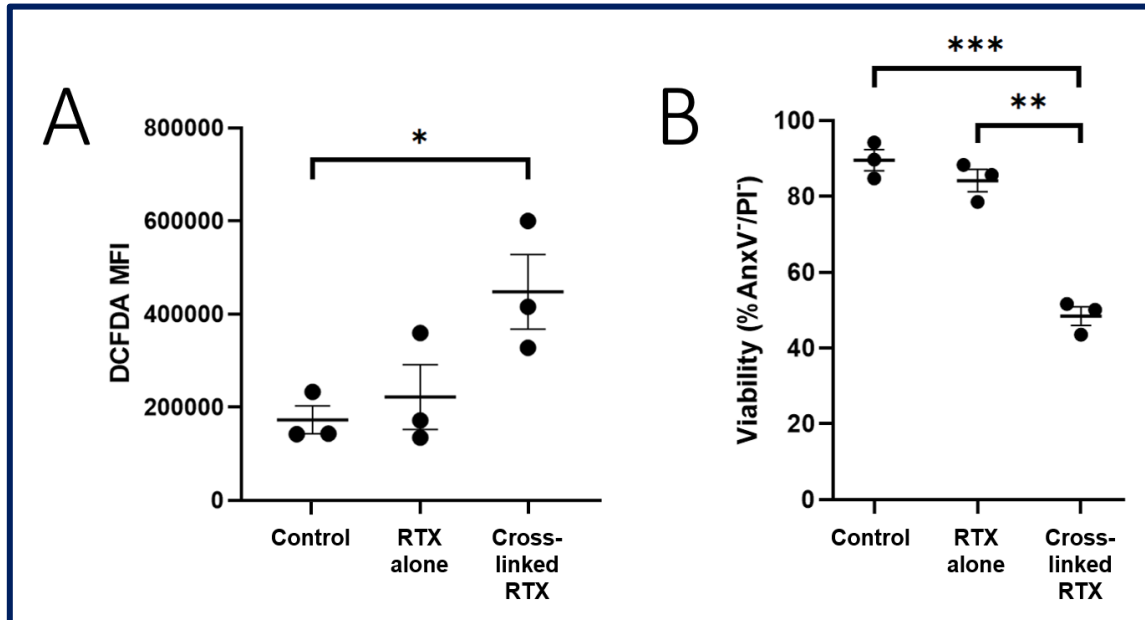 A
DCFDA MFI
800000
600000
400000
200000
0
*
Control
RTX
alone
Cross-
linked
RTX
B
Viability (% AnxV⁻/PI⁻)
100
80
60
40
20
0
***
**
Control
RTX
alone
Cross-
linked
RTX